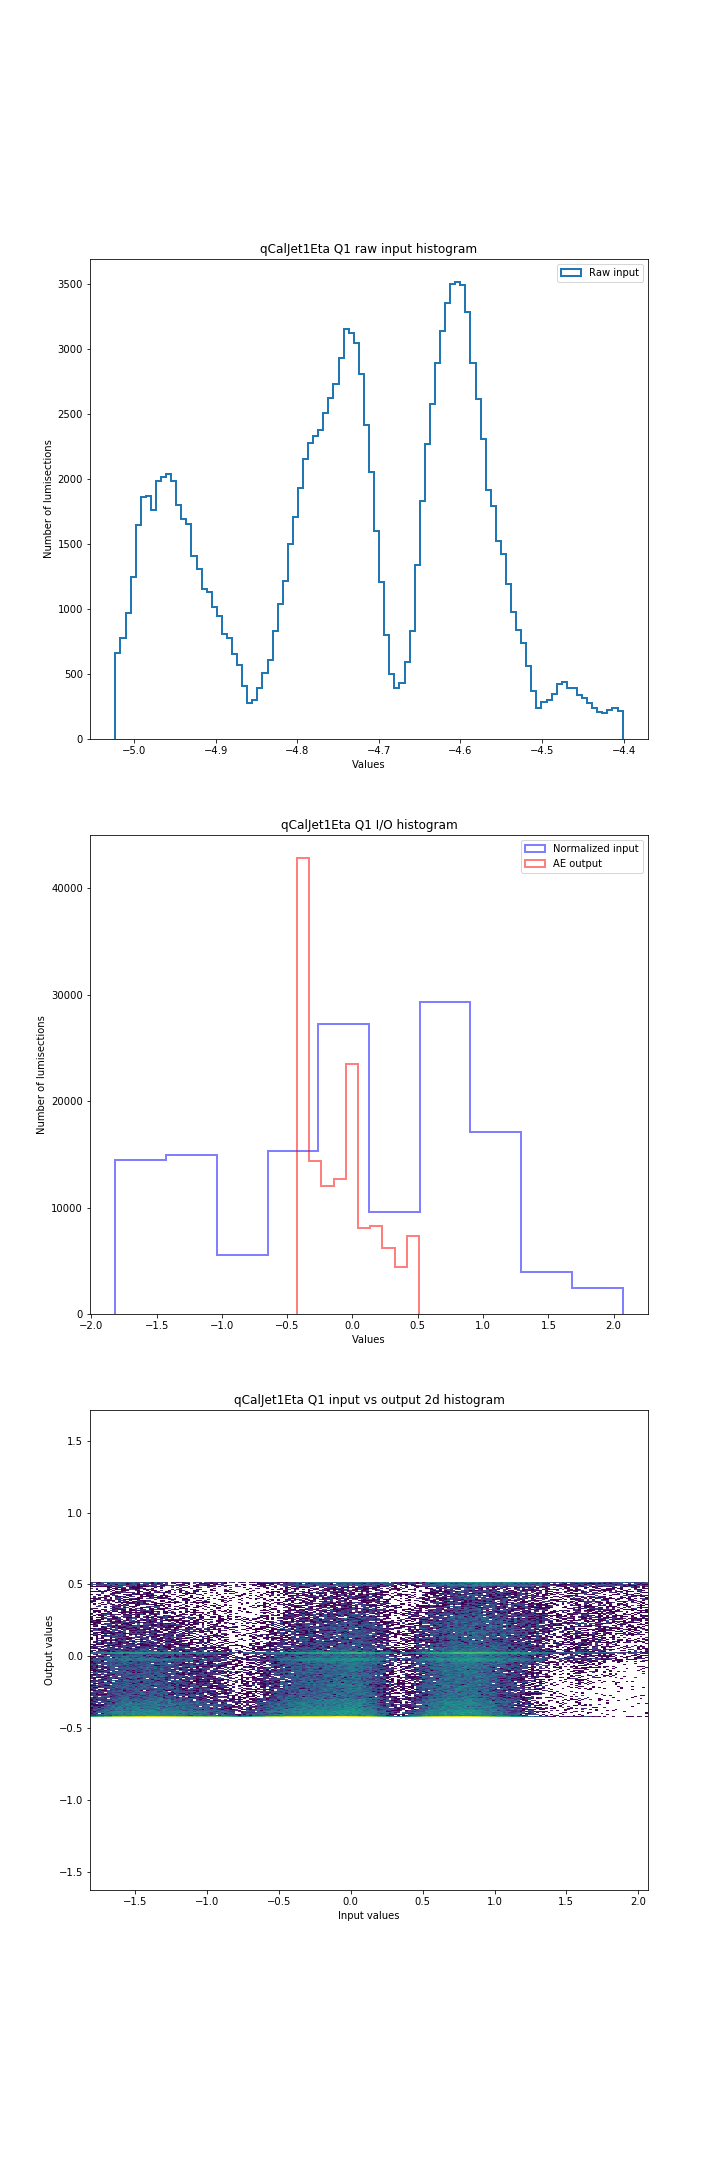 qCalJet1Eta Q1 raw input histogram
Raw input
3500
3000
2500
2000
1500
1000
500
0
Number of lumisections
−5.0 −4.9 −4.8 −4.7 −4.6 −4.5 −4.4
Values
qCalJet1Eta Q1 I/O histogram
Normalized input
AE output
40000
30000
20000
10000
0
Number of lumisections
−2.0 −1.5 −1.0 −0.5 0.0 0.5 1.0 1.5 2.0
Values
qCalJet1Eta Q1 input vs output 2d histogram
1.5
1.0
0.5
0.0
−0.5
−1.0
−1.5
Output values
−1.5 −1.0 −0.5 0.0 0.5 1.0 1.5 2.0
Input values